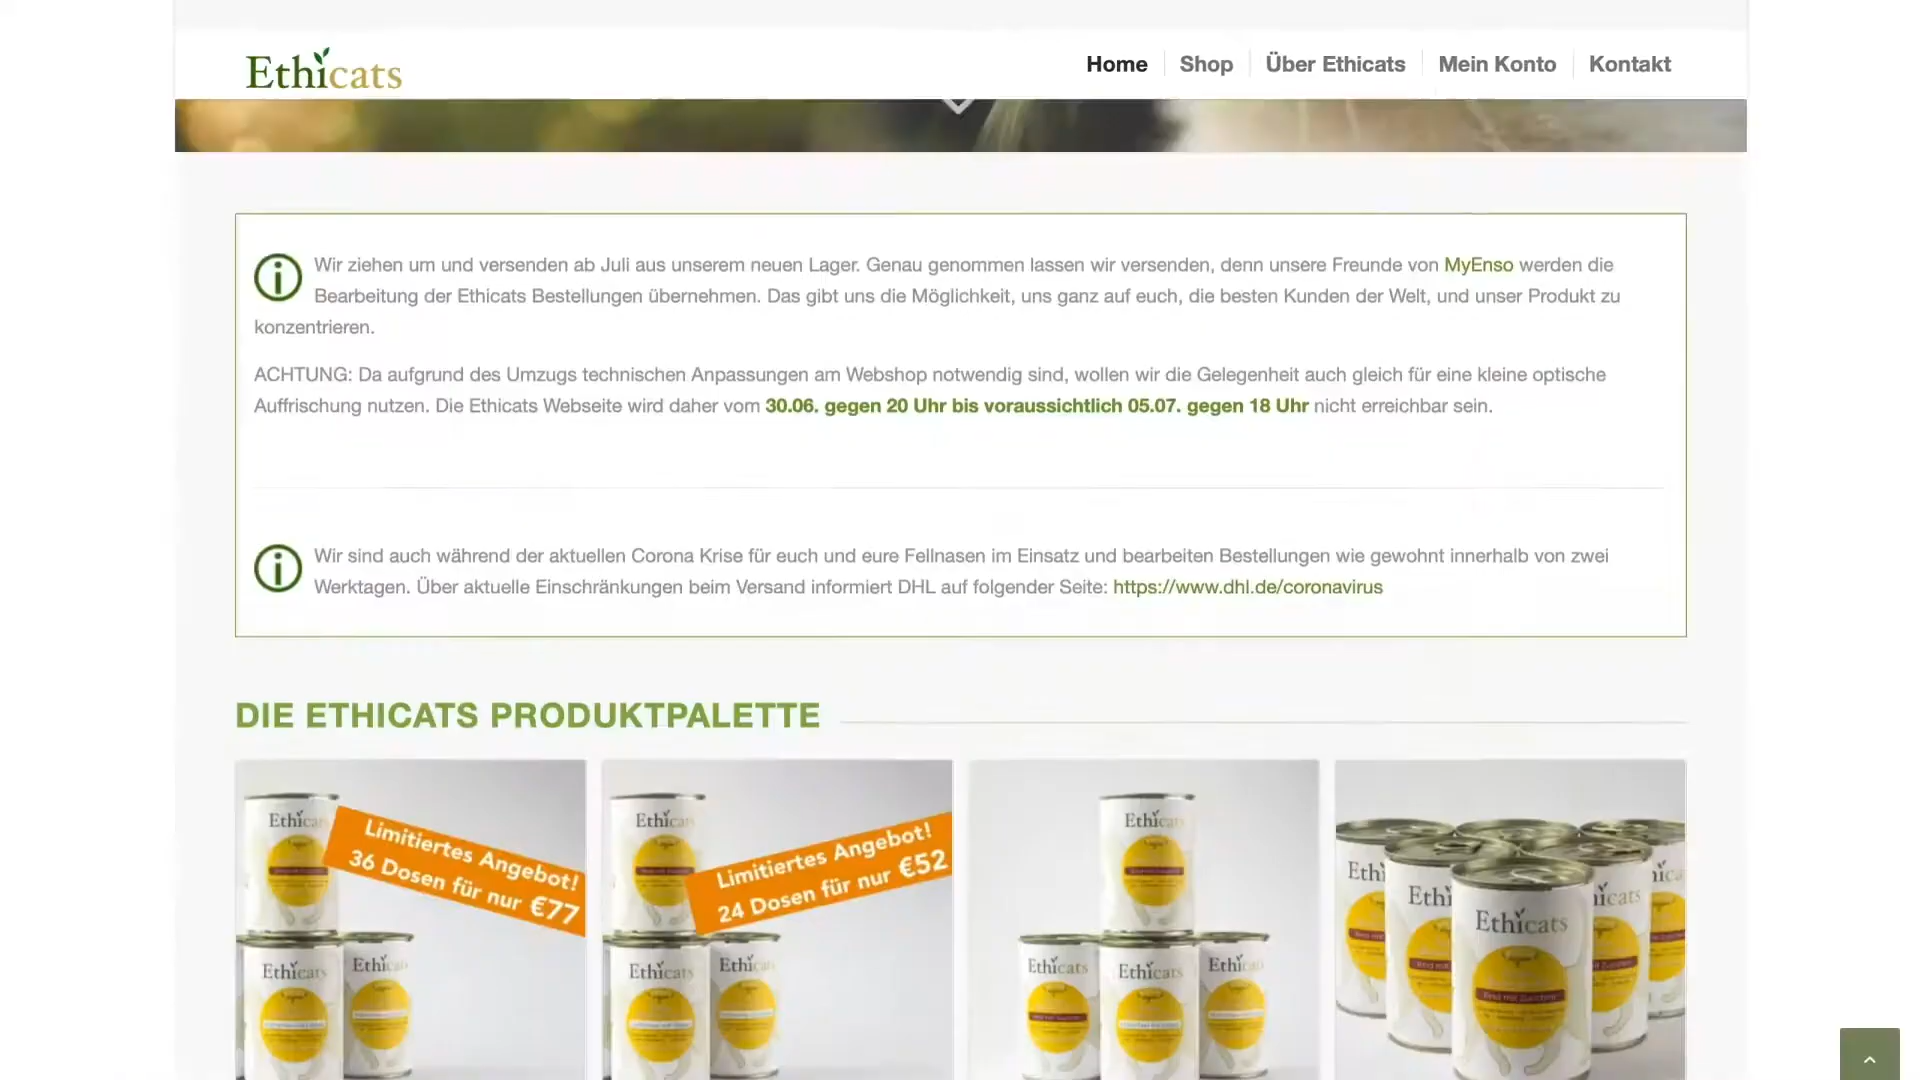 Ethicats
Home
Shop
Über Ethicats
Mein Konto
Kontakt
Wir ziehen um und versenden ab Juli aus unserem neuen Lager. Genau genommen lassen wir versenden, denn unsere Freunde von MyEnso werden die
Bearbeitung der Ethicats Bestellungen übernehmen. Das gibt uns die Möglichkeit, uns ganz auf euch, die besten Kunden der Welt, und unser Produkt zu
konzentrieren.
ACHTUNG: Da aufgrund des Umzugs technischen Anpassungen am Webshop notwendig sind, wollen wir die Gelegenheit auch gleich für eine kleine optische
Auffrischung nutzen. Die Ethicats Webseite wird daher vom 30.06. gegen 20 Uhr bis voraussichtlich 05.07. gegen 18 Uhr nicht erreichbar sein.
Wir sind auch während der aktuellen Corona Krise für euch und eure Fellnasen im Einsatz und bearbeiten Bestellungen wie gewohnt innerhalb von zwei
Werktagen. Über aktuelle Einschränkungen beim Versand informiert DHL auf folgender Seite: https://www.dhl.de/coronavirus
DIE ETHICATS PRODUKTPALETTE
Limitiertes Angebot!
36 Dosen für nur €77
Ethicats
Ethicats
Limitiertes Angebot!
24 Dosen für nur €52
Ethicats
Ethicats
Ethicats
Ethicats
Ethicats
Ethicats
Ethicats